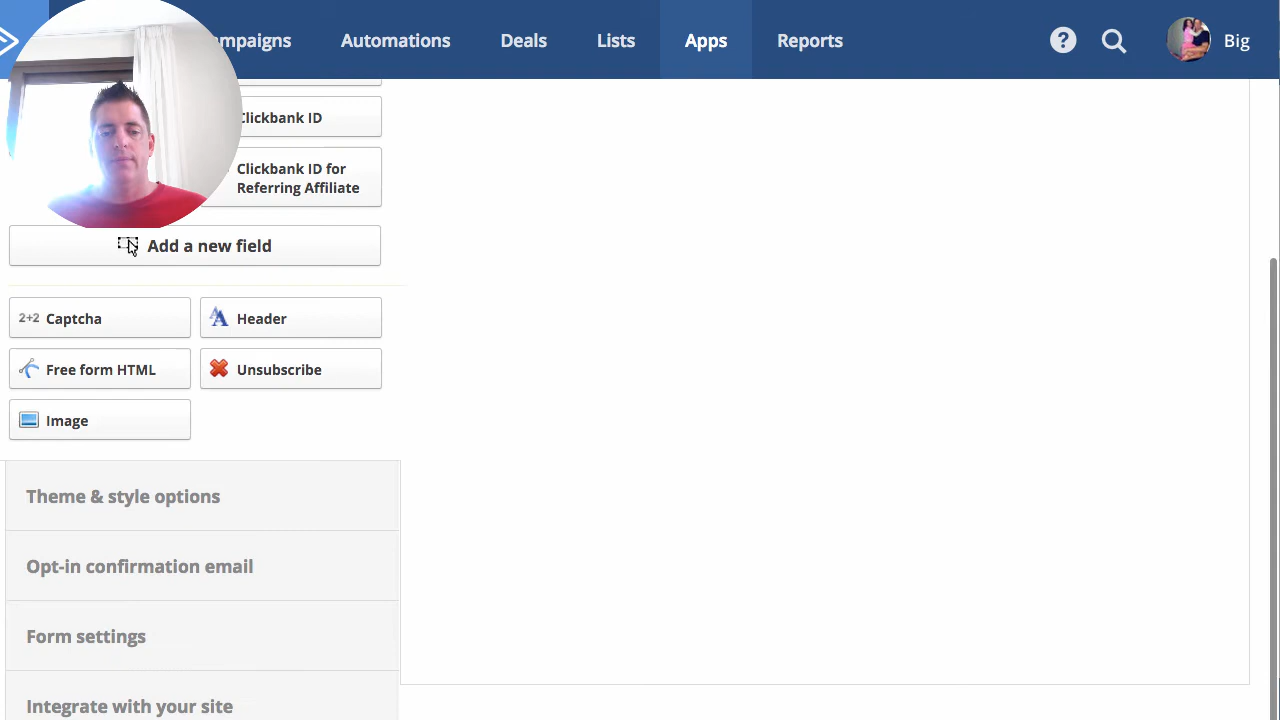 mpaigns Automations Deals Lists Apps Reports ? Big
Clickbank ID
Clickbank ID for
Referring Affiliate
Add a new field
2+2 Captcha
Header
Free form HTML
Unsubscribe
Image
Theme & style options
Opt-in confirmation email
Form settings
Integrate with your site